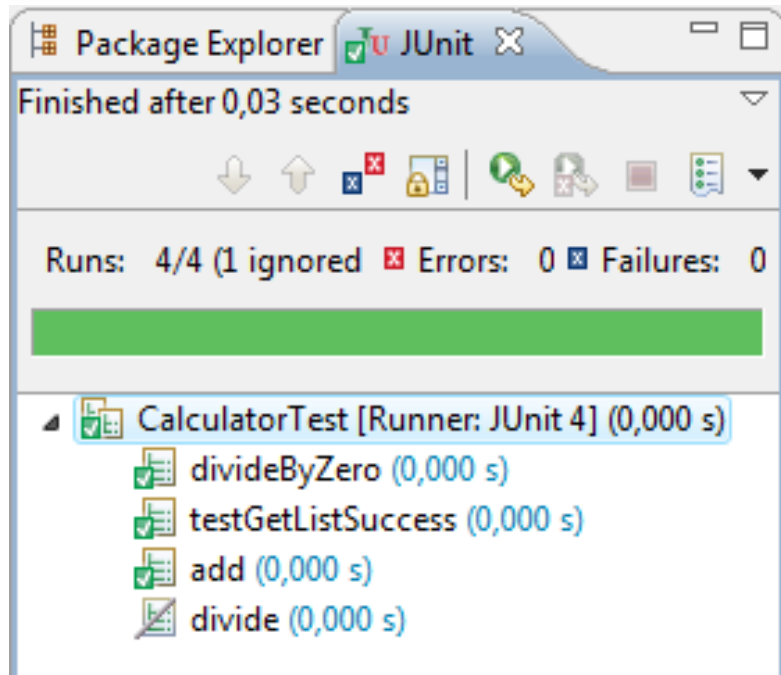 Package Explorer JUnit
Finished after 0,03 seconds
Runs: 4/4 (1 ignored Errors: 0 Failures: 0
CalculatorTest [Runner: JUnit 4] (0,000 s)
divideByZero (0,000 s)
testGetListSuccess (0,000 s)
add (0,000 s)
divide (0,000 s)